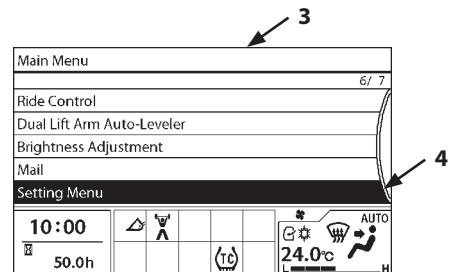 3
Main Menu
6/ 7
Ride Control
Dual Lift Arm Auto-Leveler
Brightness Adjustment
Mail
4
Setting Menu
10:00
AUTO
50.0h
TC
24.0°C
L
H